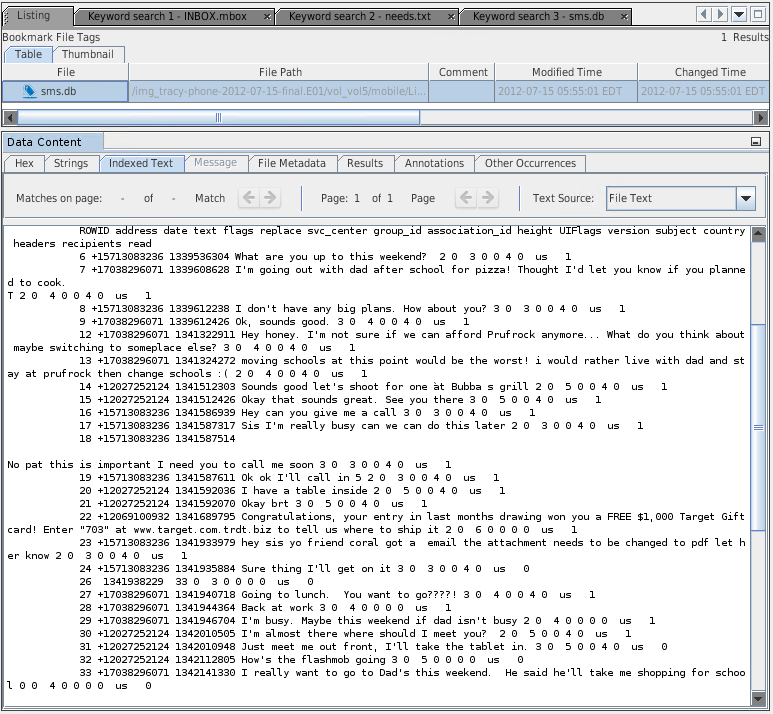 Listing
Keyword search 1 - INBOX.mbox ×
Keyword search 2 - needs.txt ×
Keyword search 3 - sms.db ×
Bookmark File Tags
1 Results
Table Thumbnail
File File Path Comment Modified Time Changed Time
sms.db /img_tracy-phone-2012-07-15-final.E01/vol_vol5/mobile/Li... 2012-07-15 05:55:01 EDT 2012-07-15 05:55:01 EDT
Data Content
Hex Strings Indexed Text Message File Metadata Results Annotations Other Occurrences
Matches on page: - of - Match Page: 1 of 1 Page Text Source: File Text
ROWID address date text flags replace svc_center group_id association_id height UIFlags version subject country
headers recipients read
6 +15713083236 1339536304 What are you up to this weekend? 2 0 3 0 0 4 0 us 1
7 +17038296071 1339608628 I'm going out with dad after school for pizza! Thought I'd let you know if you planne
d to cook.
T 2 0 4 0 0 4 0 us 1
8 +15713083236 1339612238 I don't have any big plans. How about you? 3 0 3 0 0 4 0 us 1
9 +17038296071 1339612426 Ok, sounds good. 3 0 4 0 0 4 0 us 1
12 +17038296071 1341322911 Hey honey. I'm not sure if we can afford Prufrock anymore... What do you think about
maybe switching to someplace else? 3 0 4 0 0 4 0 us 1
13 +17038296071 1341324272 moving schools at this point would be the worst! i would rather live with dad and st
ay at prufrock then change schools :( 2 0 4 0 0 4 0 us 1
14 +12027252124 1341512303 Sounds good let's shoot for one àt Bubba s grill 2 0 5 0 0 4 0 us 1
15 +12027252124 1341512426 Okay that sounds great. See you there 3 0 5 0 0 4 0 us 1
16 +15713083236 1341586939 Hey can you give me a call 3 0 3 0 0 4 0 us 1
17 +15713083236 1341587317 Sis I'm really busy can we can do this later 2 0 3 0 0 4 0 us 1
18 +15713083236 1341587514
No pat this is important I need you to call me soon 3 0 3 0 0 4 0 us 1
19 +15713083236 1341587611 Ok ok I'll call in 5 2 0 3 0 0 4 0 us 1
20 +12027252124 1341592036 I have a table inside 2 0 5 0 0 4 0 us 1
21 +12027252124 1341592070 Okay brt 3 0 5 0 0 4 0 us 1
22 +12069100932 1341689795 Congratulations, your entry in last months drawing won you a FREE $1,000 Target Gift
card! Enter "703" at www.target.com.trdt.biz to tell us where to ship it 2 0 6 0 0 0 0 us 1
23 +15713083236 1341933979 hey sis yo friend coral got a email the attachment needs to be changed to pdf let h
er know 2 0 3 0 0 4 0 us 1
24 +15713083236 1341935884 Sure thing I'll get on it 3 0 3 0 0 4 0 us 0
26 1341938229 33 0 3 0 0 0 0 us 0
27 +17038296071 1341940718 Going to lunch. You want to go????! 3 0 4 0 0 4 0 us 1
28 +17038296071 1341944364 Back at work 3 0 4 0 0 0 0 us 1
29 +17038296071 1341946704 I'm busy. Maybe this weekend if dad isn't busy 2 0 4 0 0 0 0 us 1
30 +12027252124 1342010505 I'm almost there where should I meet you? 2 0 5 0 0 4 0 us 1
31 +12027252124 1342010948 Just meet me out front, I'll take the tablet in. 3 0 5 0 0 4 0 us 0
32 +12027252124 1342112805 How's the flashmob going 3 0 5 0 0 0 0 us 0
33 +17038296071 1342141330 I really want to go to Dad's this weekend. He said he'll take me shopping for schoo
l 0 0 4 0 0 0 0 us 0